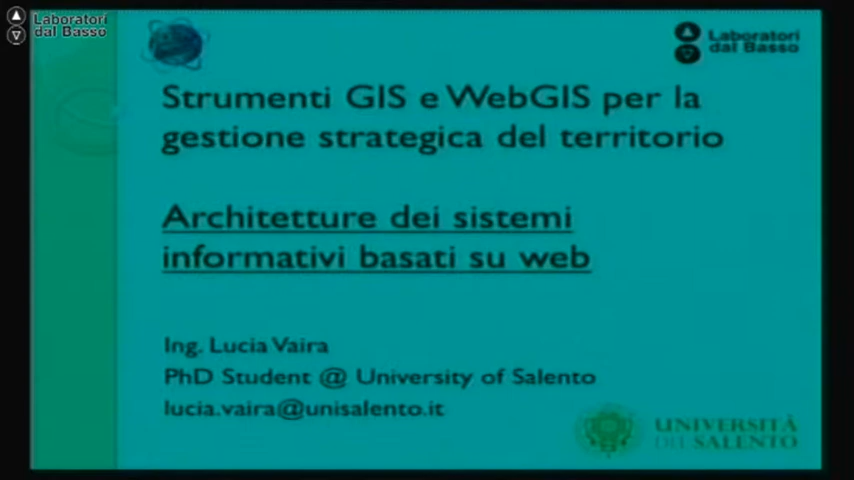 Laboratori
dal Basso
Laboratori
dal Basso
Strumenti GIS e WebGIS per la
gestione strategica del territorio
Architetture dei sistemi
informativi basati su web
Ing. Lucia Vaira
PhD Student @ University of Salento
lucia.vaira@unisalento.it
UNIVERSITÀ
DEL SALENTO